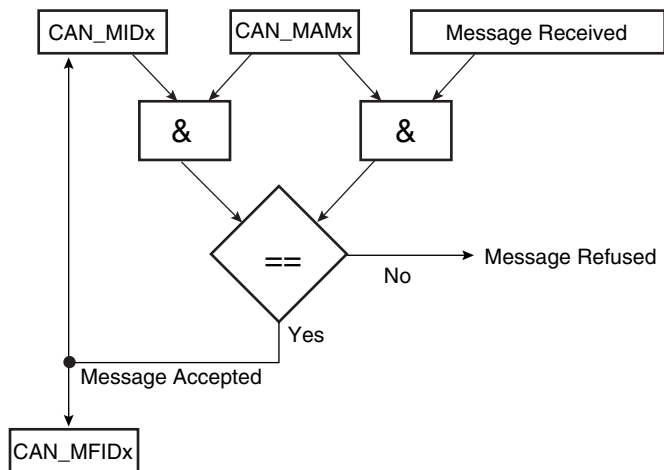 CAN_MIDx
CAN_MAMx
Message Received
&
&
==
No
Message Refused
Yes
Message Accepted
CAN_MFIDx